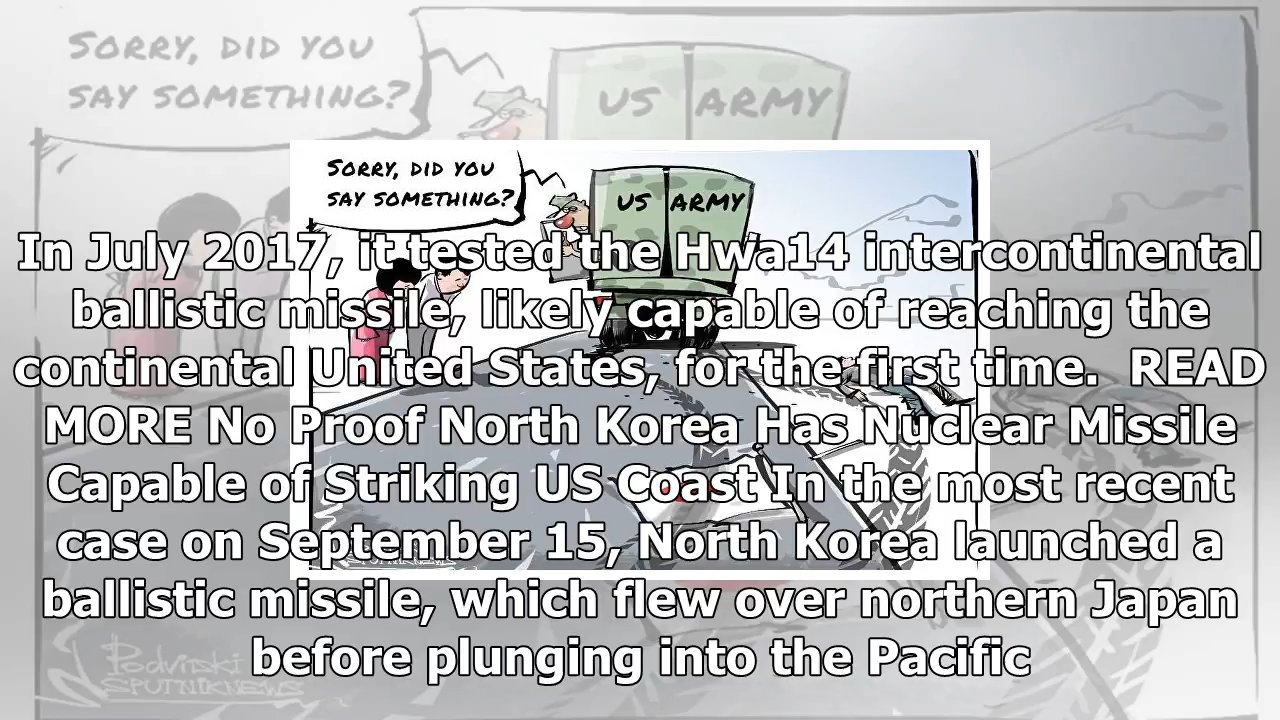 SORRY, DID YOU
SAY SOMETHING?
US ARMY
SORRY, DID YOU
SAY SOMETHING?
US ARMY
In July 2017, it tested the Hwa14 intercontinental
ballistic missile, likely capable of reaching the
continental United States, for the first time.  READ
MORE No Proof North Korea Has Nuclear Missile
Capable of Striking US Coast In the most recent
case on September 15, North Korea launched a
ballistic missile, which flew over northern Japan
before plunging into the Pacific
SPUTNIKNEWS
Podvitski
SPUTNIKNEWS